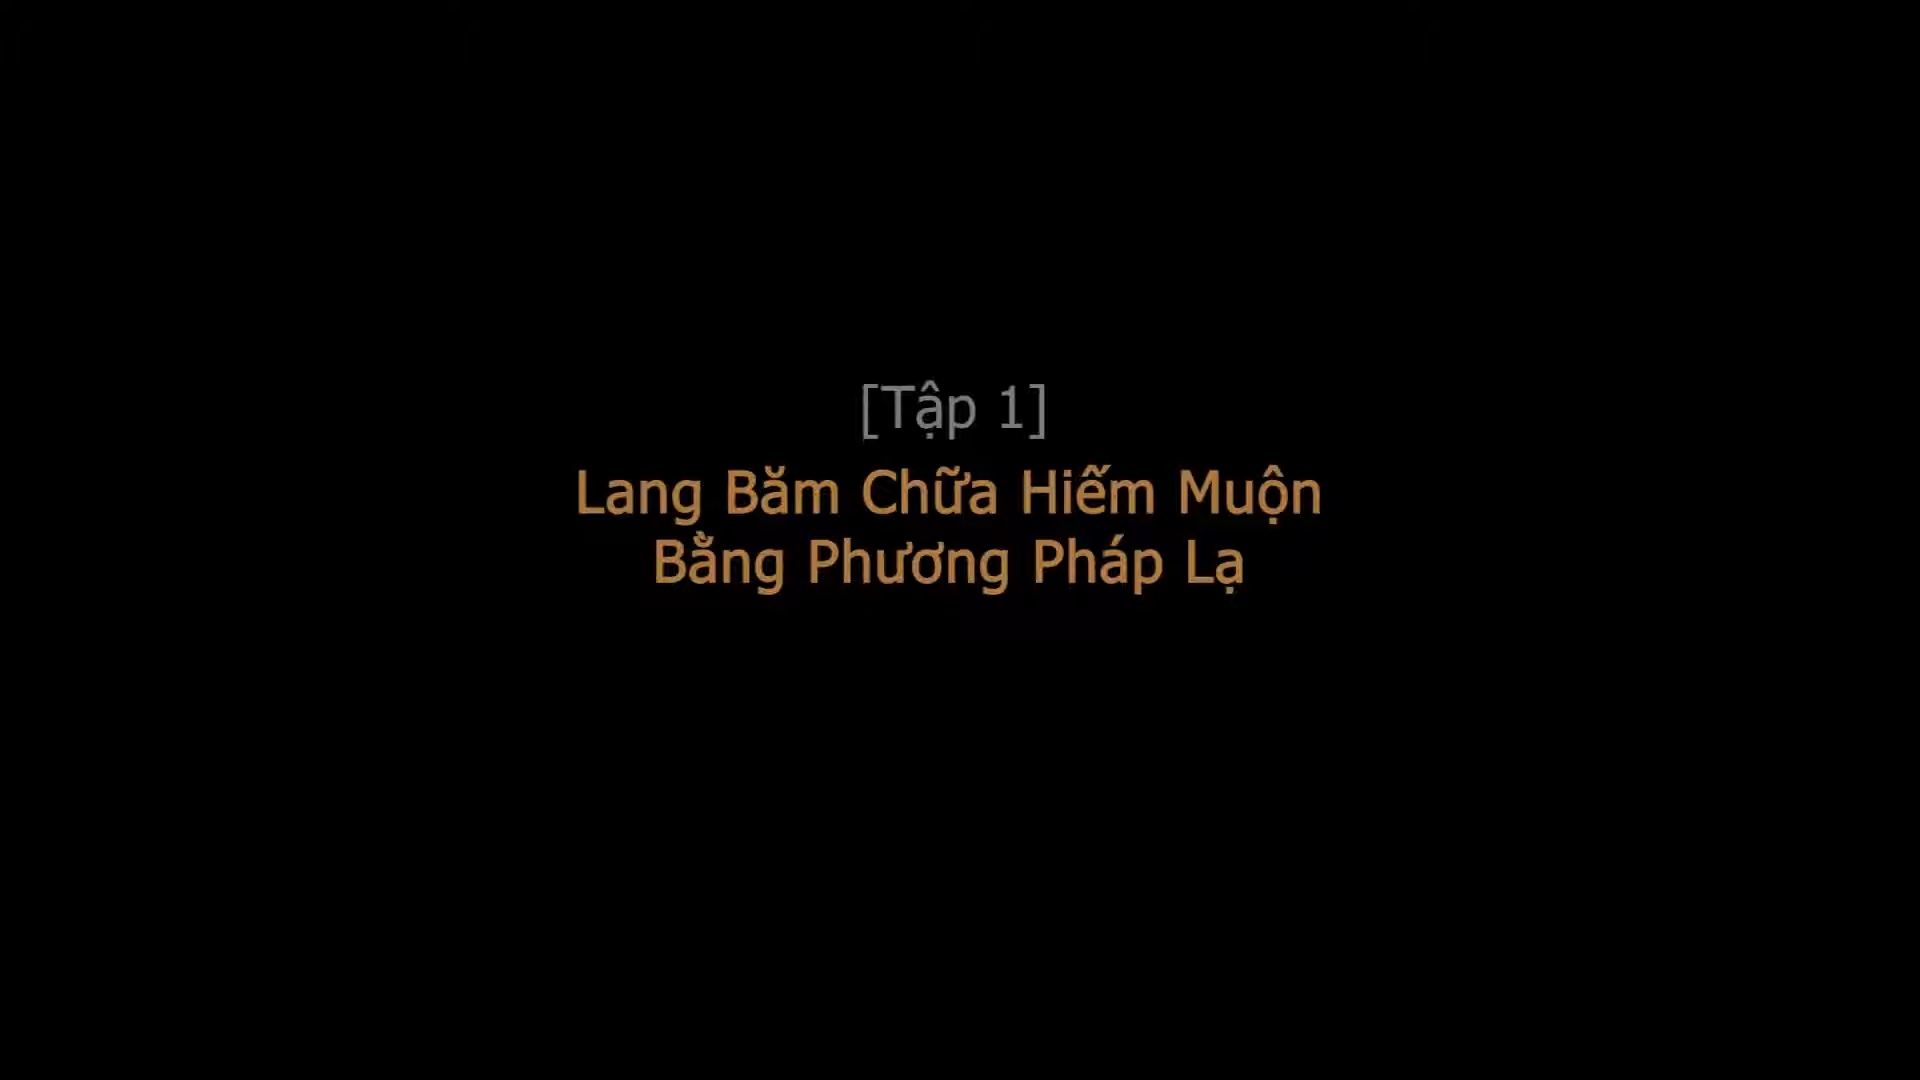 [Tập 1]
Lang Băm Chữa Hiếm Muộn
Bằng Phương Pháp Lạ